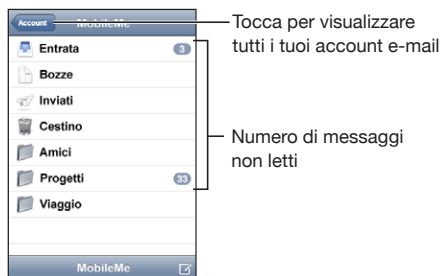 Account MobileMe
Tocca per visualizzare
tutti i tuoi account e-mail
Entrata 3
Bozze
Inviati
Cestino
Amici
Numero di messaggi
non letti
Progetti 33
Viaggio
MobileMe